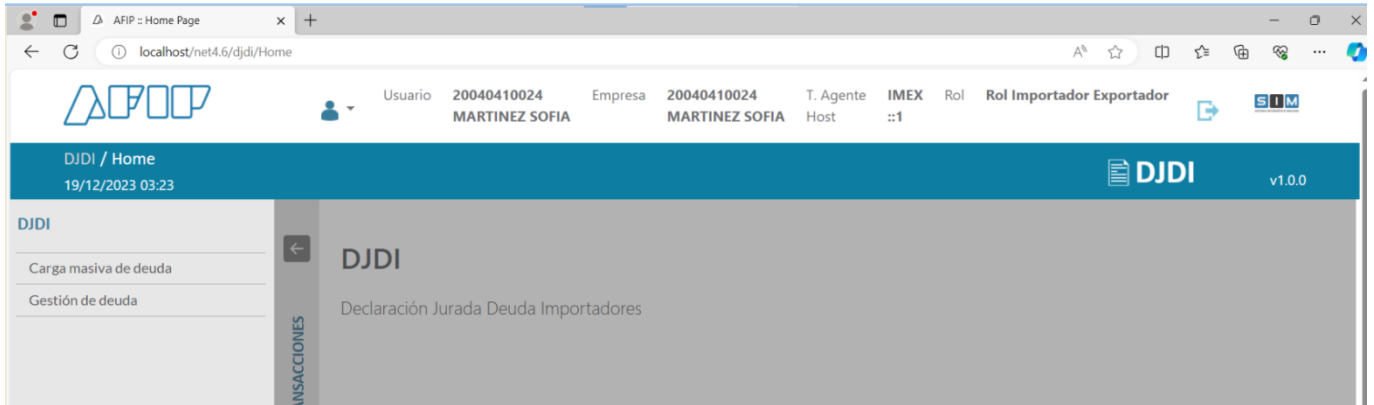 AFIP :: Home Page
localhost/net4.6/djdi/Home
AFIP
Usuario 20040410024 Empresa 20040410024 T. Agente IMEX Rol Rol Importador Exportador
MARTINEZ SOFIA MARTINEZ SOFIA Host ::1
SIM
DJDI / Home
19/12/2023 03:23
DJDI
v1.0.0
DJDI
Carga masiva de deuda
Gestión de deuda
NSACCIONES
DJDI
Declaración Jurada Deuda Importadores